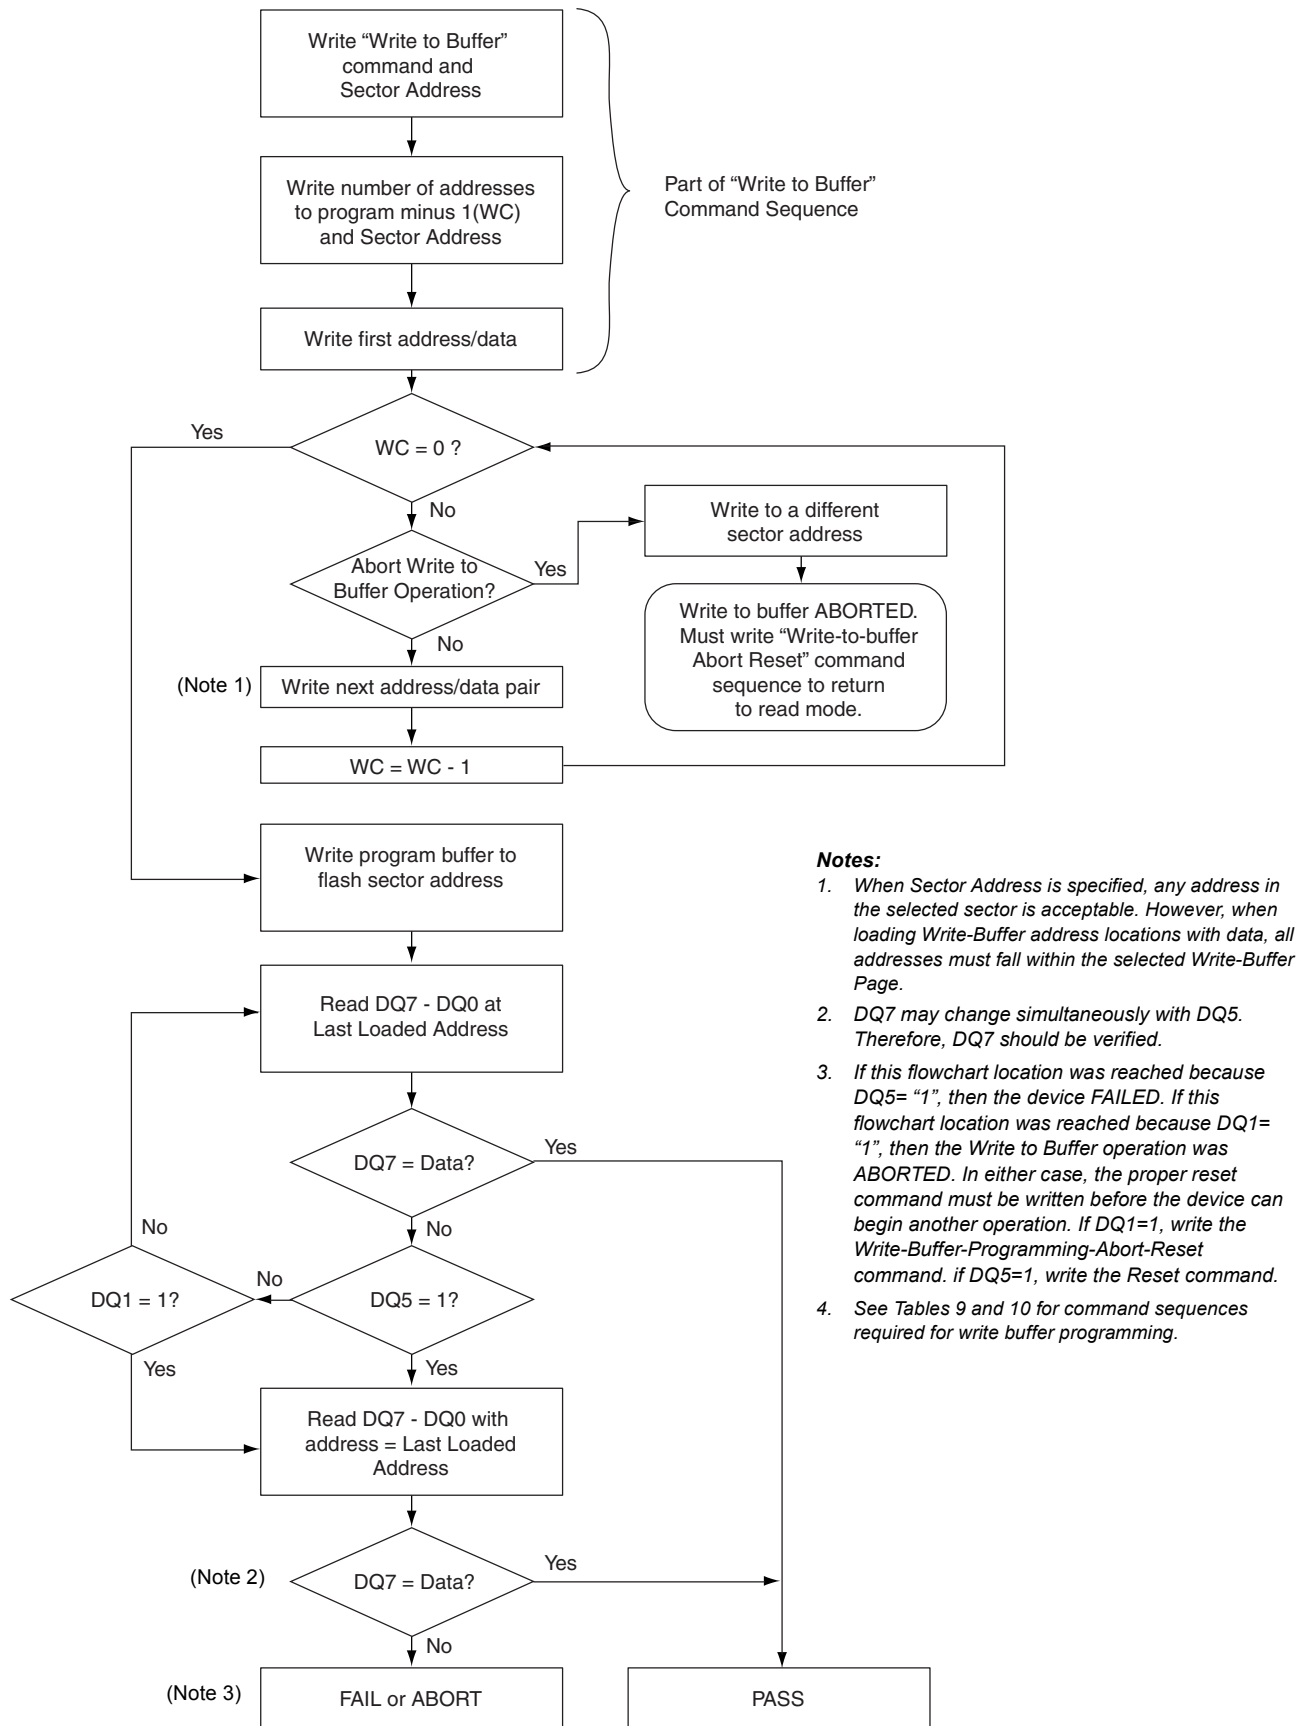 Write “Write to Buffer”
command and
Sector Address
Write number of addresses
to program minus 1(WC)
and Sector Address
Part of “Write to Buffer”
Command Sequence
Write first address/data
Yes
WC = 0 ?
No
Write to a different
sector address
Abort Write to
Buffer Operation?
Yes
Write to buffer ABORTED.
Must write “Write-to-buffer
Abort Reset” command
sequence to return
to read mode.
No
(Note 1)
Write next address/data pair
WC = WC - 1
Write program buffer to
flash sector address
Read DQ7 - DQ0 at
Last Loaded Address
DQ7 = Data?
Yes
No
No
DQ1 = 1?
No
DQ5 = 1?
Yes
Yes
Read DQ7 - DQ0 with
address = Last Loaded
Address
(Note 2)
DQ7 = Data?
Yes
No
(Note 3)
FAIL or ABORT
PASS
Notes:
1. When Sector Address is specified, any address in
the selected sector is acceptable. However, when
loading Write-Buffer address locations with data, all
addresses must fall within the selected Write-Buffer
Page.
2. DQ7 may change simultaneously with DQ5.
Therefore, DQ7 should be verified.
3. If this flowchart location was reached because
DQ5= “1”, then the device FAILED. If this
flowchart location was reached because DQ1=
“1”, then the Write to Buffer operation was
ABORTED. In either case, the proper reset
command must be written before the device can
begin another operation. If DQ1=1, write the
Write-Buffer-Programming-Abort-Reset
command. if DQ5=1, write the Reset command.
4. See Tables 9 and 10 for command sequences
required for write buffer programming.